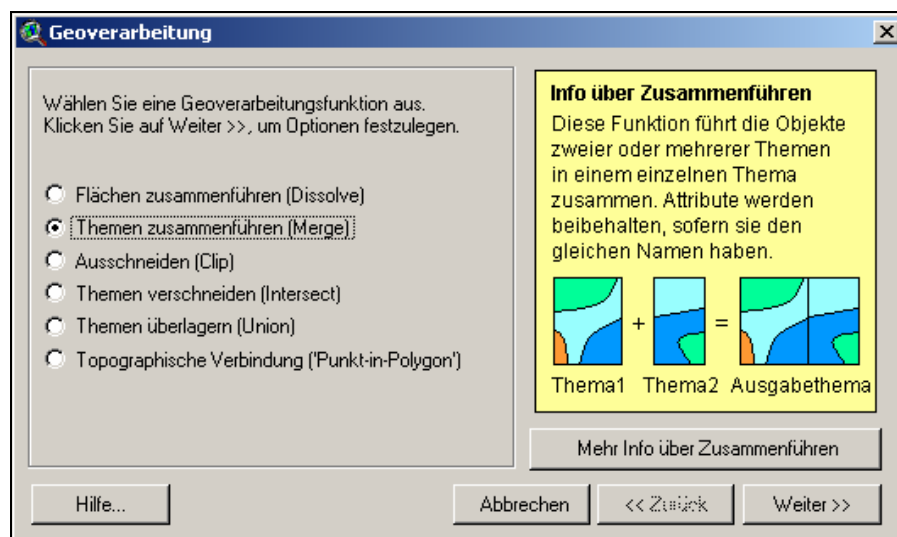 Geoverarbeitung
Wählen Sie eine Geoverarbeitungsfunktion aus.
Klicken Sie auf Weiter >>, um Optionen festzulegen.
Flächen zusammenführen (Dissolve)
Themen zusammenführen (Merge)
Ausschneiden (Clip)
Themen verschneiden (Intersect)
Themen überlagern (Union)
Topographische Verbindung ('Punkt-in-Polygon')
Info über Zusammenführen
Diese Funktion führt die Objekte
zweier oder mehrerer Themen
in einem einzelnen Thema
zusammen. Attribute werden
beibehalten, sofern sie den
gleichen Namen haben.
+ =
Thema1 Thema2 Ausgabethema
Mehr Info über Zusammenführen
Hilfe... Abbrechen << Zurück Weiter >>